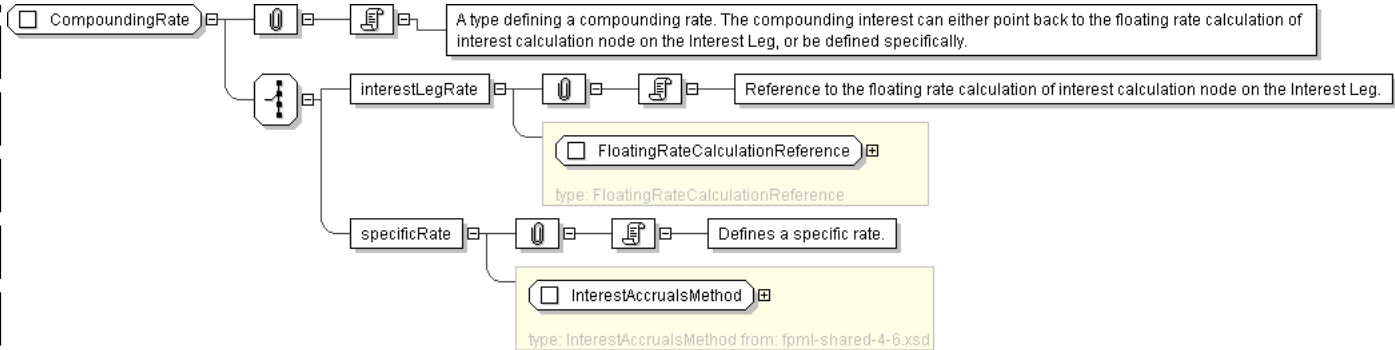 CompoundingRate
A type defining a compounding rate. The compounding interest can either point back to the floating rate calculation of
interest calculation node on the Interest Leg, or be defined specifically.
interestLegRate
Reference to the floating rate calculation of interest calculation node on the Interest Leg.
FloatingRateCalculationReference
type: FloatingRateCalculationReference
specificRate
Defines a specific rate.
InterestAccrualsMethod
type: InterestAccrualsMethod from: fpml-shared-4-6.xsd